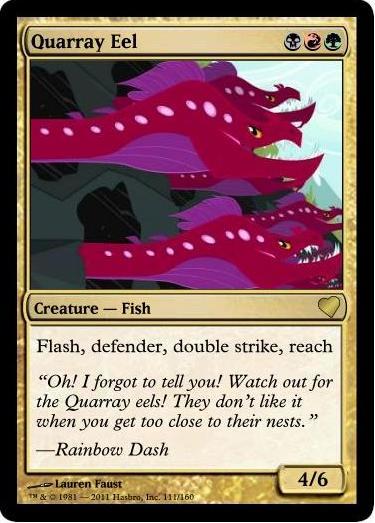 Quarray Eel
Creature — Fish
Flash, defender, double strike, reach
“Oh! I forgot to tell you! Watch out for
the Quarray eels! They don’t like it
when you get too close to their nests.”
—Rainbow Dash
Lauren Faust
™ & © 1981 — 2011 Hasbro, Inc. 111/160
4/6